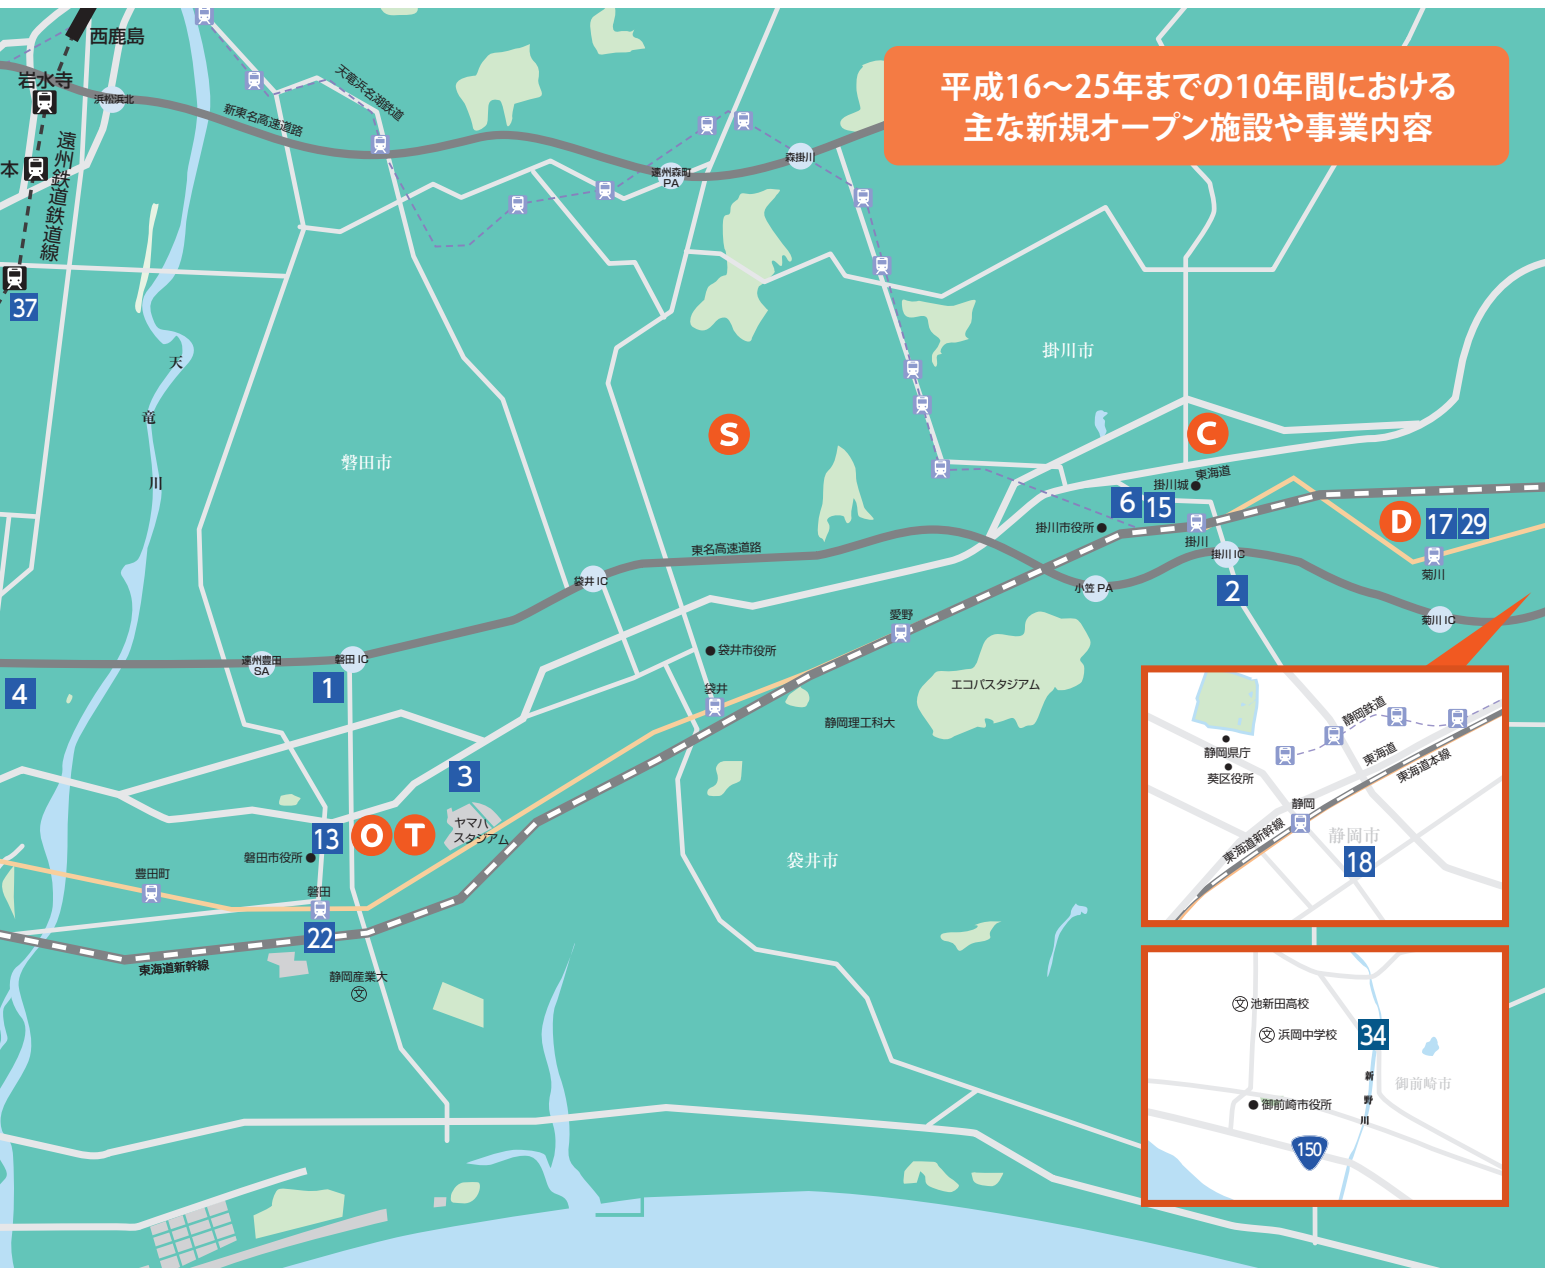 平成16〜25年までの10年間における
主な新規オープン施設や事業内容
西鹿島
岩水寺
浜松浜北
遠州鉄道鉄道線
本
37
天竜浜名湖鉄道
新東名高速道路
遠州森町
PA
森掛川
天竜川
磐田市
掛川市
S
C
東海道
掛川城
6
15
掛川市役所
掛川
掛川 IC
D
17
29
菊川
菊川 IC
2
小笠 PA
東名高速道路
袋井 IC
愛野
袋井市役所
袋井
エコパスタジアム
静岡理工科大
遠州豊田
SA
磐田 IC
4
1
3
ヤマハ
スタジアム
13
O
T
磐田市役所
豊田町
磐田
22
東海道新幹線
静岡産業大
文
袋井市
静岡鉄道
静岡県庁
葵区役所
東海道
東海道本線
静岡
東海道新幹線
静岡市
18
文 池新田高校
文 浜岡中学校
34
新野川
御前崎市
御前崎市役所
150